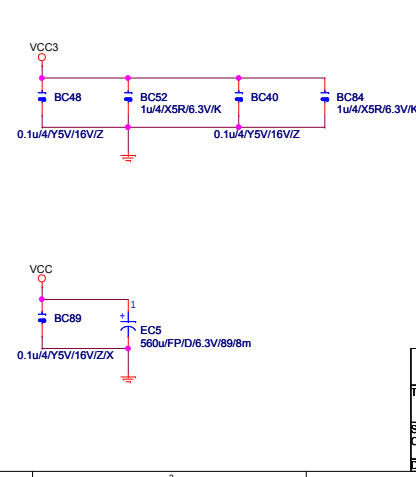 VCC3
BC48
BC52
1u/4/X5R/6.3V/K
BC40
BC84
1u/4/X5R/6.3V/K
0.1u/4/Y5V/16V/Z
0.1u/4/Y5V/16V/Z
VCC
1
BC89
+
EC5
560u/FP/D/6.3V/89/8m
0.1u/4/Y5V/16V/Z/X